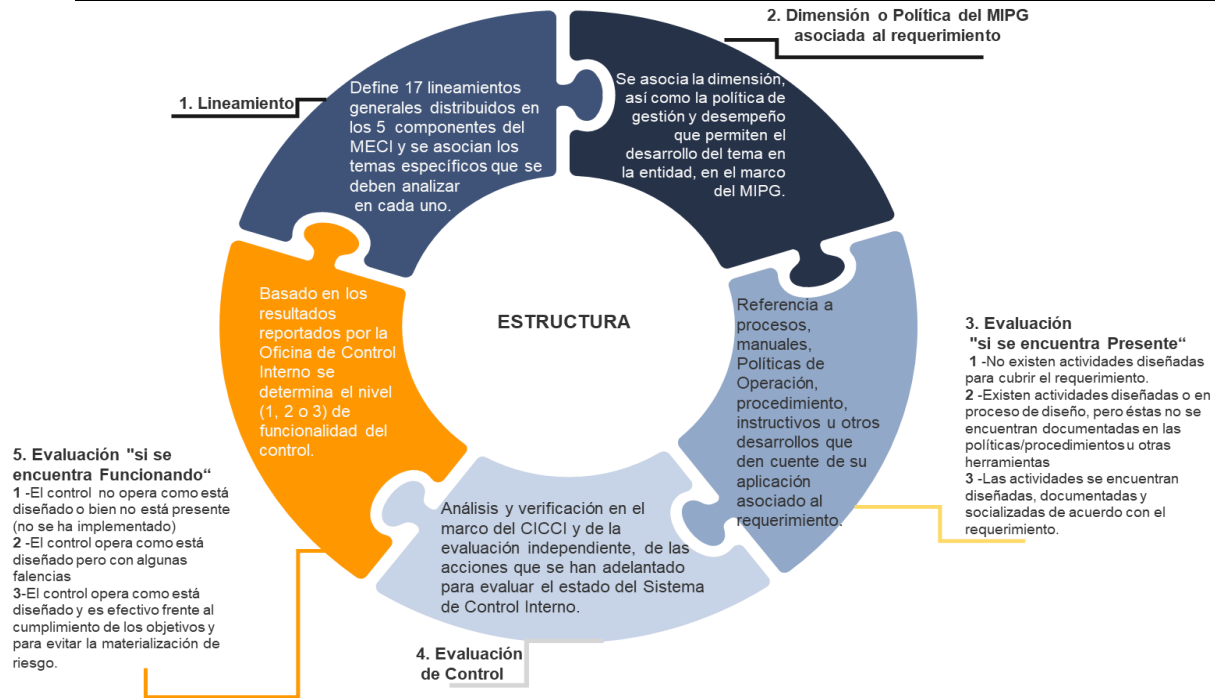 1. Lineamiento
Define 17 lineamientos
generales distribuidos en
los 5 componentes del
MECI y se asocian los
temas específicos que se
deben analizar
en cada uno.
2. Dimensión o Política del MIPG
asociada al requerimiento
Se asocia la dimensión,
así como la política de
gestión y desempeño
que permiten el
desarrollo del tema en
la entidad, en el marco
del MIPG.
ESTRUCTURA
Referencia a
procesos,
manuales,
Políticas de
Operación,
procedimiento,
instructivos u otros
desarrollos que
den cuente de su
aplicación
asociado al
requerimiento.
3. Evaluación
"si se encuentra Presente“
1 -No existen actividades diseñadas
para cubrir el requerimiento.
2 -Existen actividades diseñadas o en
proceso de diseño, pero éstas no se
encuentran documentadas en las
políticas/procedimientos u otras
herramientas
3 -Las actividades se encuentran
diseñadas, documentadas y
socializadas de acuerdo con el
requerimiento.
Análisis y verificación en el
marco del CICCI y de la
evaluación independiente, de las
acciones que se han adelantado
para evaluar el estado del Sistema
de Control Interno.
4. Evaluación
de Control
Basado en los
resultados
reportados por la
Oficina de Control
Interno se
determina el nivel
(1, 2 o 3) de
funcionalidad del
control.
5. Evaluación "si se
encuentra Funcionando“
1 -El control no opera como está
diseñado o bien no está presente
(no se ha implementado)
2 -El control opera como está
diseñado pero con algunas
falencias
3-El control opera como está
diseñado y es efectivo frente al
cumplimiento de los objetivos y
para evitar la materialización de
riesgo.